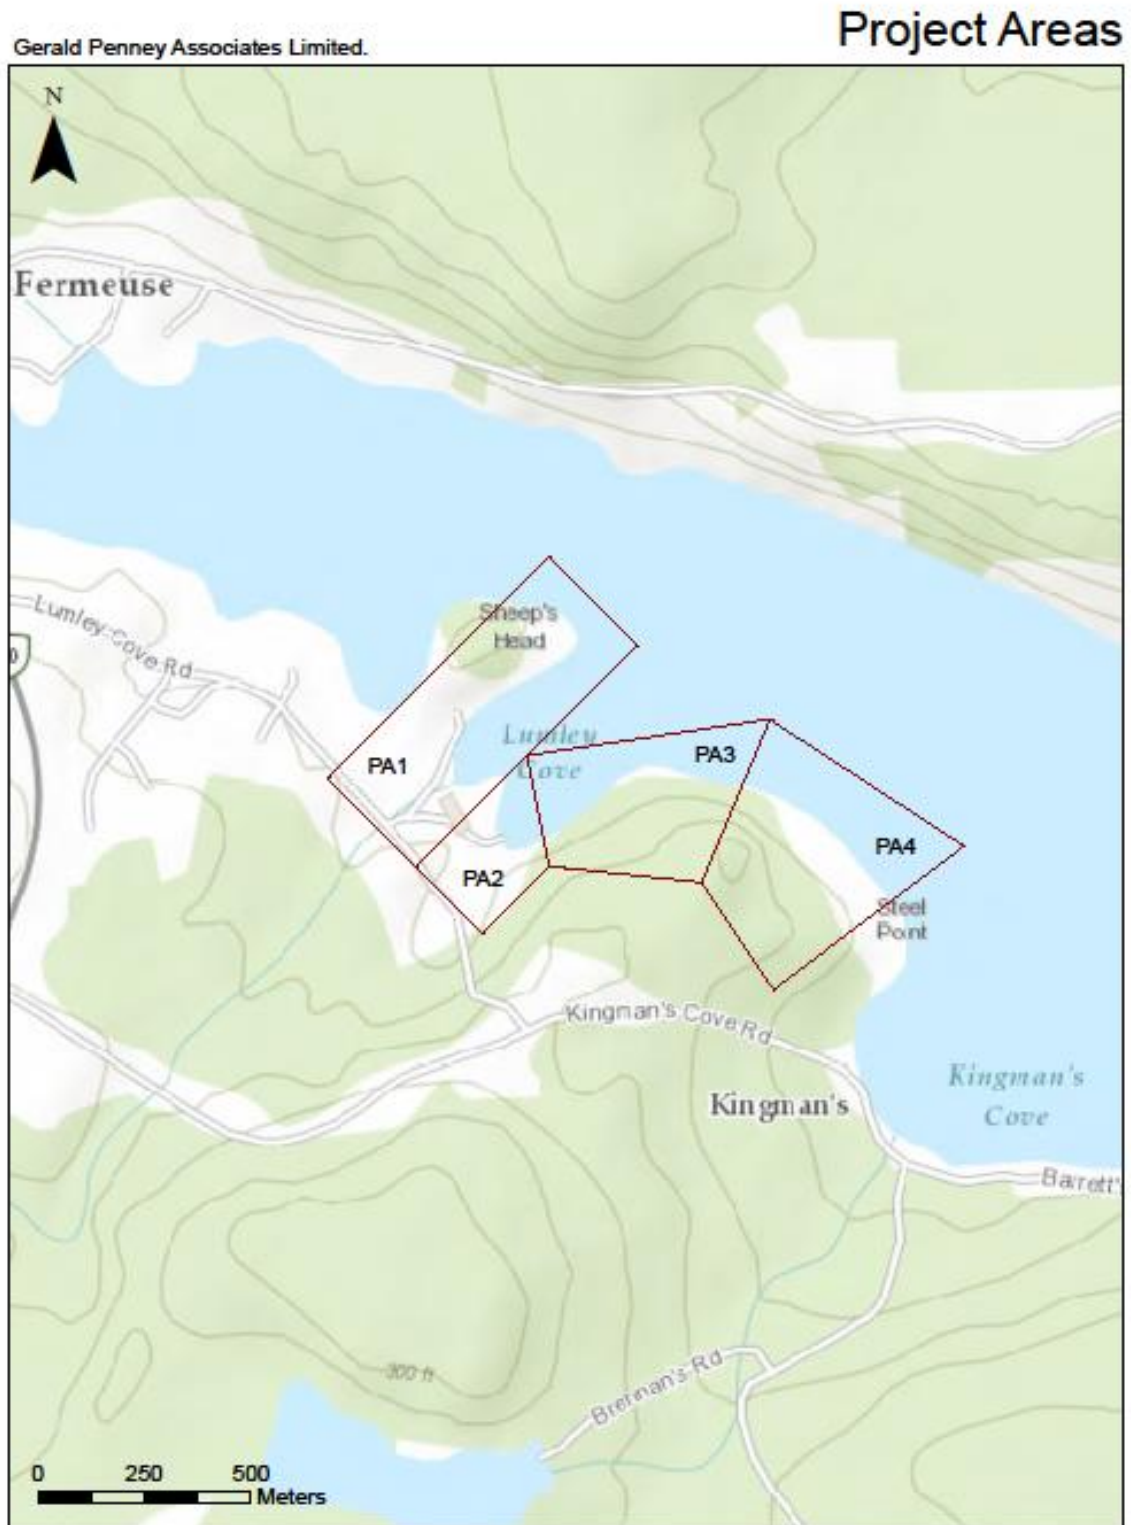 Project Areas
Gerald Penney Associates Limited.
N
Fermeuse
Lumley Cove Rd
0
Sheep's
Head
Lumley
Cove
PA1
PA2
PA3
PA4
Steel
Point
Kingman's Cove Rd
Kingman's
Kingman's
Cove
Barrett'
300 ft
Brennan's Rd
0 250 500
Meters